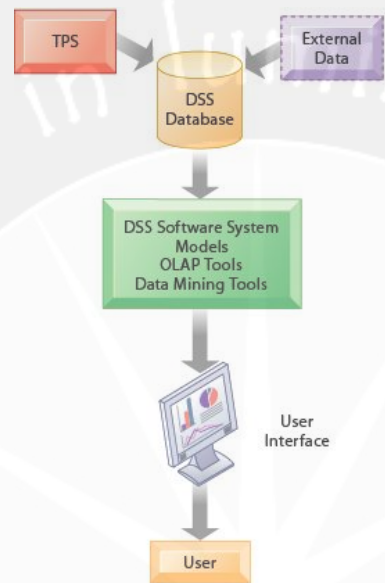 TPS
External
Data
DSS
Database
DSS Software System
Models
OLAP Tools
Data Mining Tools
User
Interface
User